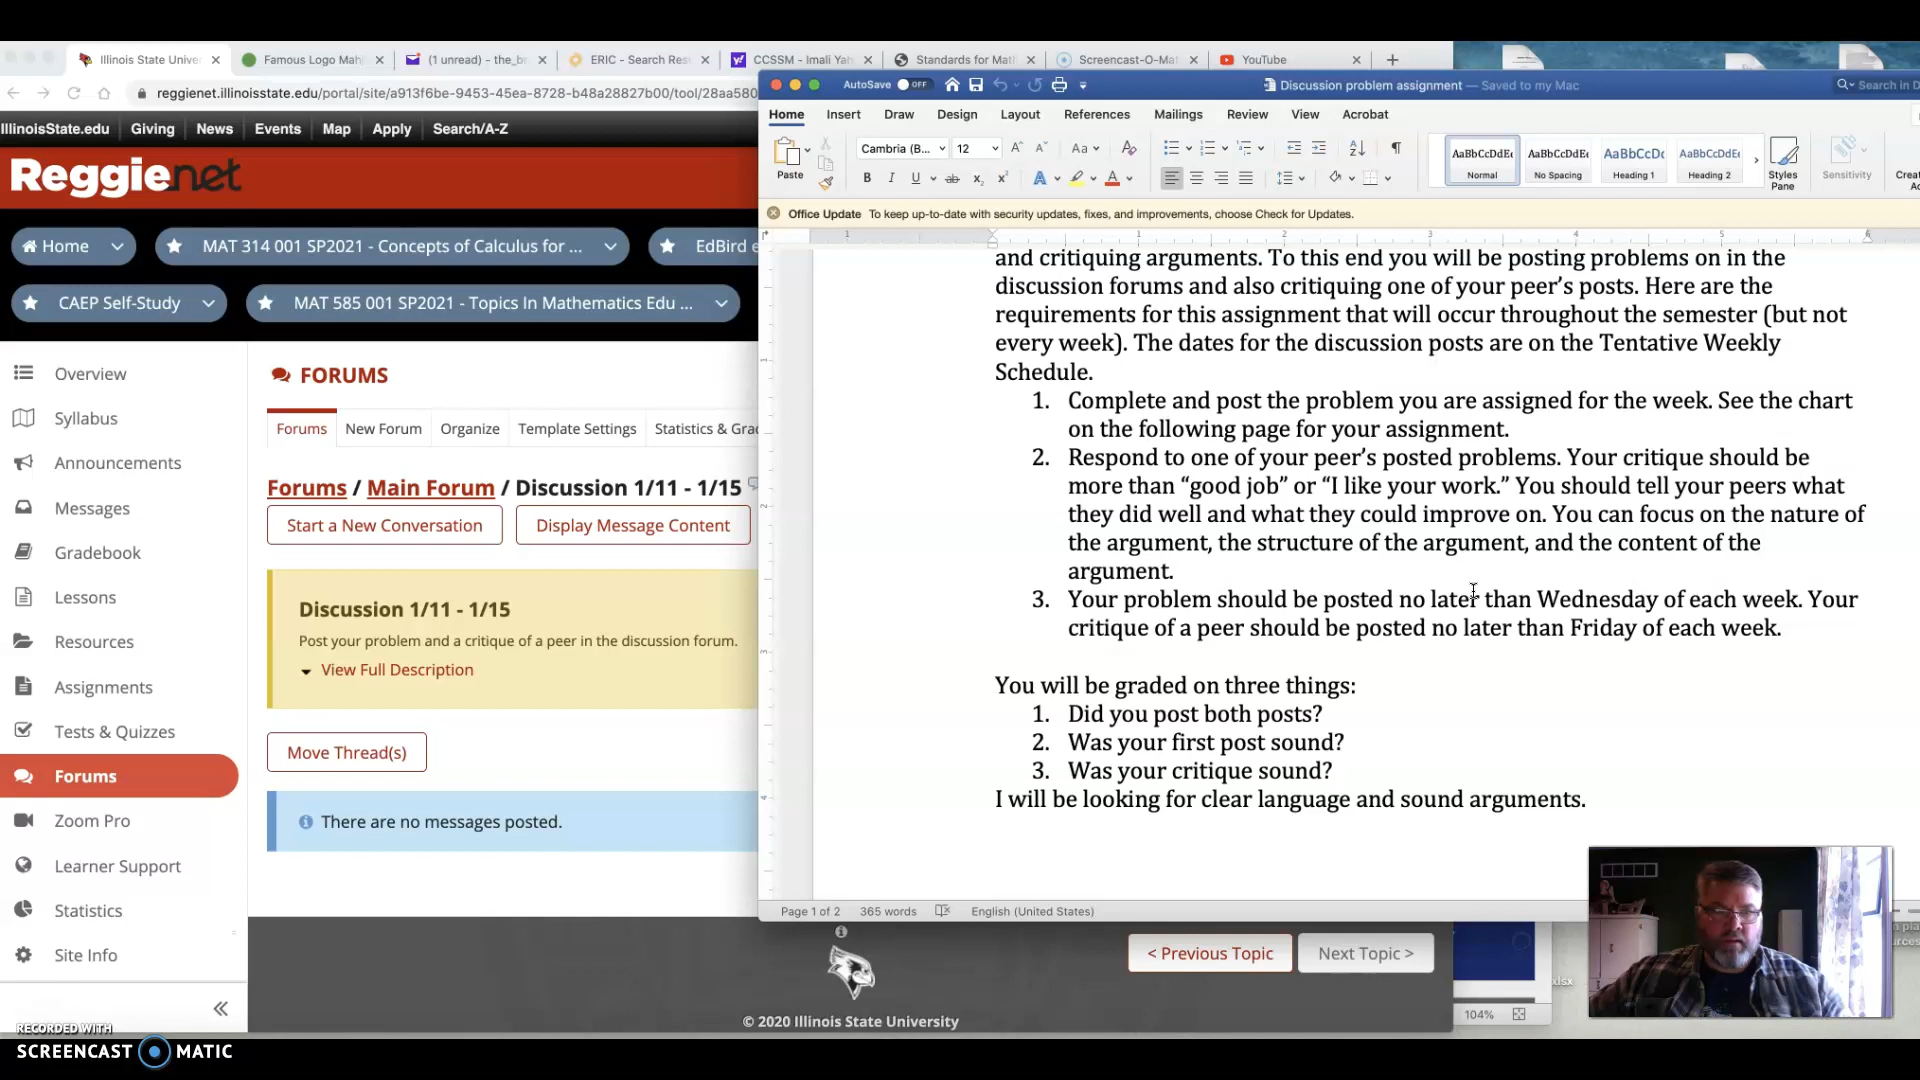 Illinois State Univer
Famous Logo Mah
(1 unread) - the_br
ERIC - Search Res
CCSSM - Imali Yah
Standards for Mat
Screencast-O-Mat
YouTube
reggienet.illinoisstate.edu/portal/site/a913f6be-9453-45ea-8728-b48a28827b00/tool/28aa580
IllinoisState.edu Giving News Events Map Apply Search/A-Z
Reggienet
Home
MAT 314 001 SP2021 - Concepts of Calculus for ...
EdBird e
CAEP Self-Study
MAT 585 001 SP2021 - Topics In Mathematics Edu ...
Overview
Syllabus
Announcements
Messages
Gradebook
Lessons
Resources
Assignments
Tests & Quizzes
Forums
Zoom Pro
Learner Support
Statistics
Site Info
FORUMS
Forums New Forum Organize Template Settings Statistics & Grad
Forums / Main Forum / Discussion 1/11 - 1/15
Start a New Conversation
Display Message Content
Discussion 1/11 - 1/15
Post your problem and a critique of a peer in the discussion forum.
View Full Description
Move Thread(s)
There are no messages posted.
< Previous Topic
Next Topic >
© 2020 Illinois State University
AutoSave OFF
Discussion problem assignment — Saved to my Mac
Search in D
Home Insert Draw Design Layout References Mailings Review View Acrobat
Paste
Cambria (B... 12
AaBbCcDdEe Normal
AaBbCcDdEe No Spacing
AaBbCcDc Heading 1
AaBbCcDdEe Heading 2
Styles Pane
Sensitivity
Office Update To keep up-to-date with security updates, fixes, and improvements, choose Check for Updates.
and critiquing arguments. To this end you will be posting problems on in the
discussion forums and also critiquing one of your peer’s posts. Here are the
requirements for this assignment that will occur throughout the semester (but not
every week). The dates for the discussion posts are on the Tentative Weekly
Schedule.
1. Complete and post the problem you are assigned for the week. See the chart
on the following page for your assignment.
2. Respond to one of your peer’s posted problems. Your critique should be
more than “good job” or “I like your work.” You should tell your peers what
they did well and what they could improve on. You can focus on the nature of
the argument, the structure of the argument, and the content of the
argument.
3. Your problem should be posted no later than Wednesday of each week. Your
critique of a peer should be posted no later than Friday of each week.
You will be graded on three things:
1. Did you post both posts?
2. Was your first post sound?
3. Was your critique sound?
I will be looking for clear language and sound arguments.
Page 1 of 2 365 words English (United States)
104%
RECORDED WITH
SCREENCAST MATIC